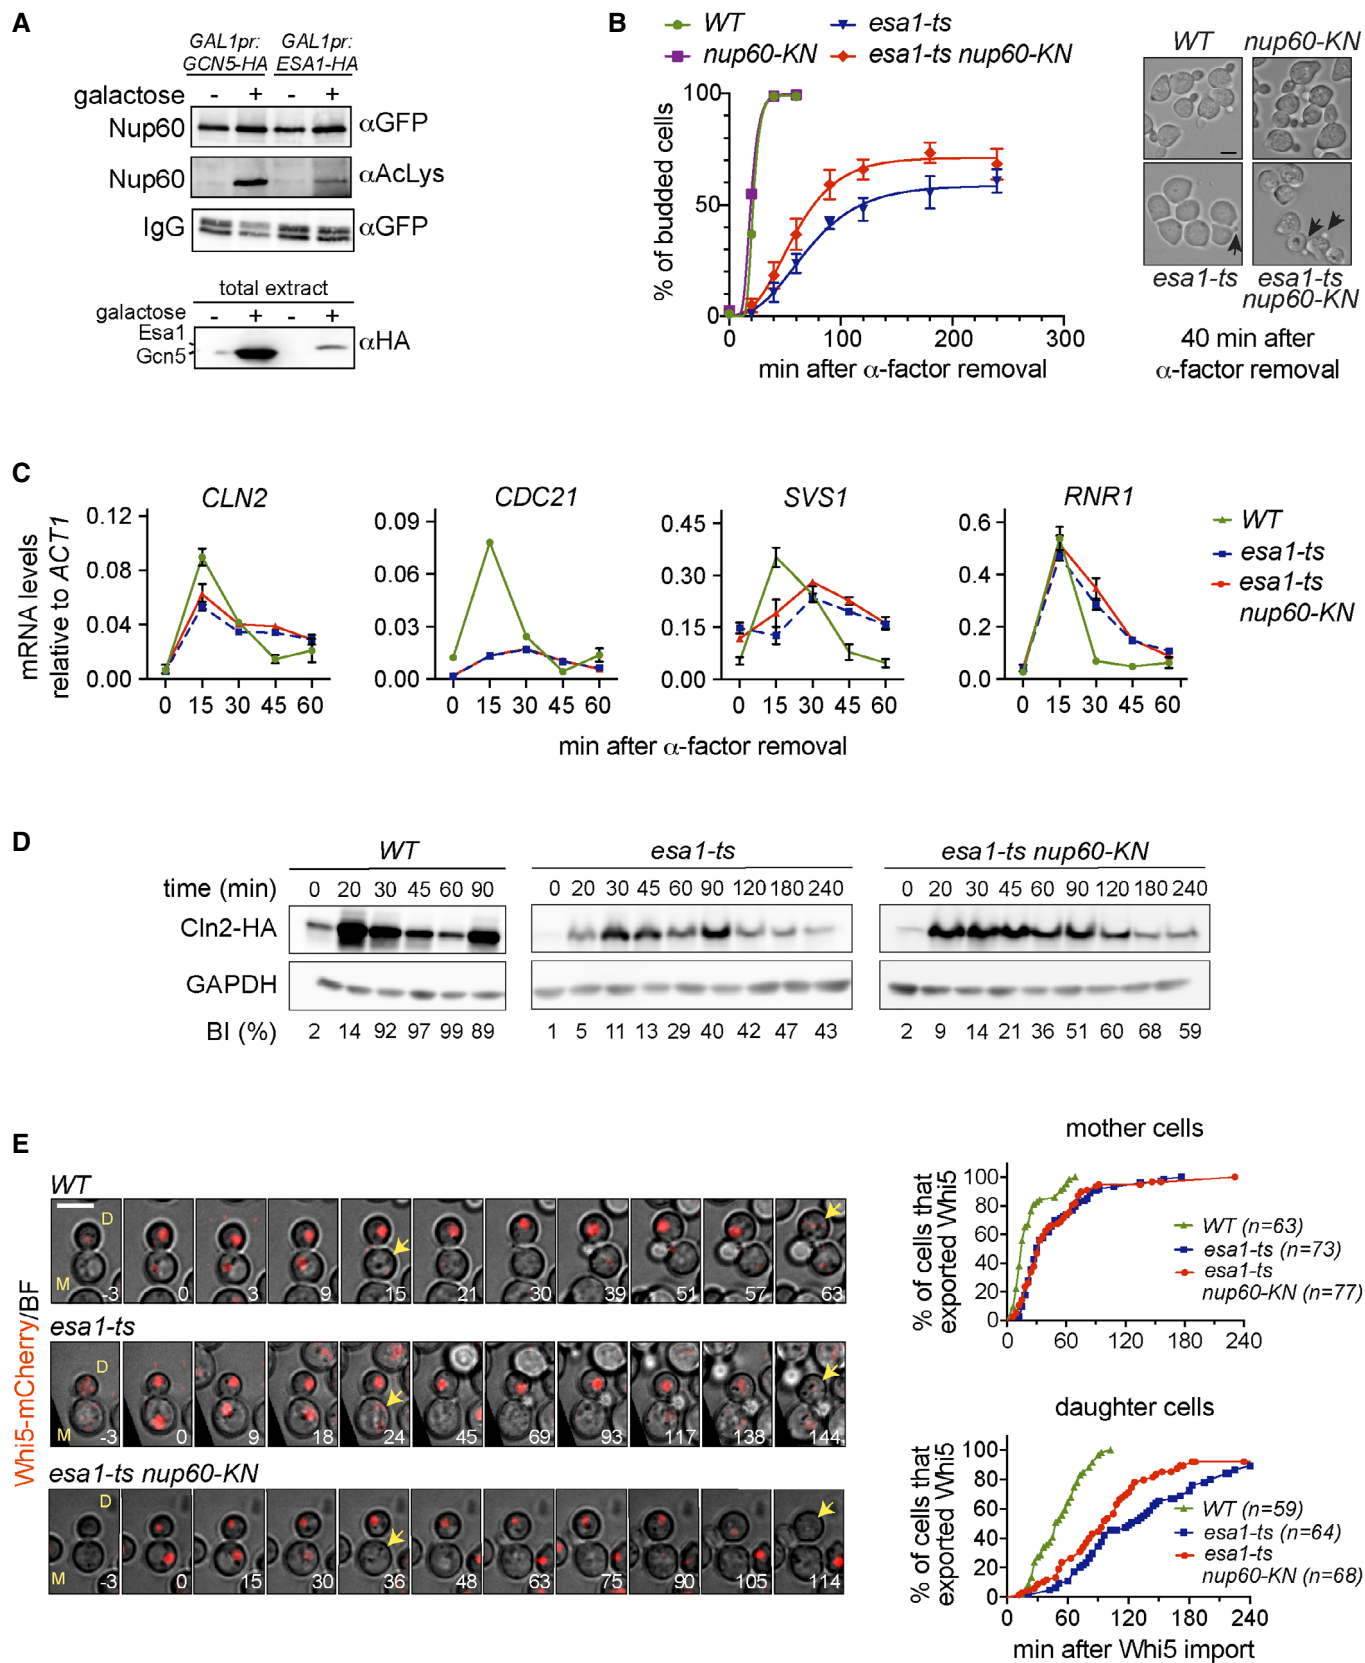 A
GAL1pr: GAL1pr:
GCN5-HA ESA1-HA
galactose - + - +
Nup60 αGFP
Nup60 αAcLys
IgG αGFP
total extract
galactose - + - +
Esa1
Gcn5 αHA
B
WT esa1-ts
nup60-KN esa1-ts nup60-KN
% of budded cells
100
50
0
0 100 200 300
min after α-factor removal
WT nup60-KN
esa1-ts esa1-ts
nup60-KN
40 min after
α-factor removal
C
mRNA levels
relative to ACT1
CLN2
0.12
0.08
0.04
0.00
0 15 30 45 60
CDC21
0.09
0.06
0.03
0.00
0 15 30 45 60
SVS1
0.45
0.30
0.15
0.00
0 15 30 45 60
RNR1
0.6
0.4
0.2
0.0
0 15 30 45 60
WT
esa1-ts
esa1-ts
nup60-KN
min after α-factor removal
D
WT esa1-ts esa1-ts nup60-KN
time (min) 0 20 30 45 60 90 0 20 30 45 60 90 120 180 240 0 20 30 45 60 90 120 180 240
Cln2-HA
GAPDH
BI (%) 2 14 92 97 99 89 1 5 11 13 29 40 42 47 43 2 9 14 21 36 51 60 68 59
E
Whi5-mCherry/BF
WT
D
M
-3 0 3 9 15 21 30 39 51 57 63
esa1-ts
D
M
-3 0 9 18 24 45 69 93 117 138 144
esa1-ts nup60-KN
D
M
-3 0 15 30 36 48 63 75 90 105 114
mother cells
% of cells that
exported Whi5
100
80
60
40
20
0
0 60 120 180 240
WT (n=63)
esa1-ts (n=73)
esa1-ts
nup60-KN (n=77)
daughter cells
% of cells that
exported Whi5
100
80
60
40
20
0
0 60 120 180 240
WT (n=59)
esa1-ts (n=64)
esa1-ts
nup60-KN (n=68)
min after Whi5 import